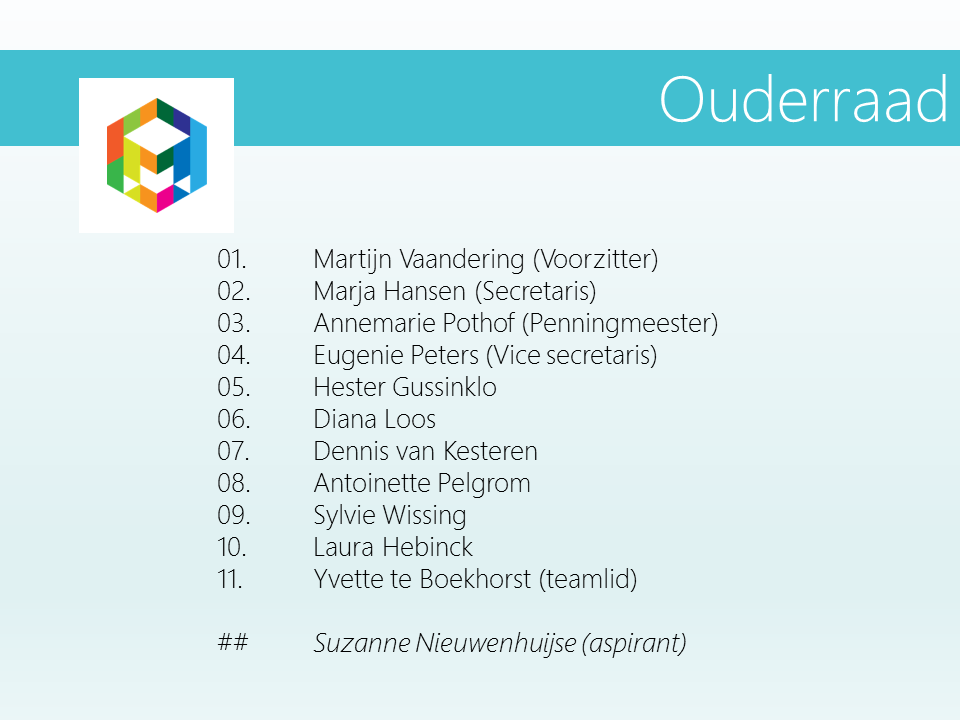 Ouderraad
01. Martijn Vaandering (Voorzitter)
02. Marja Hansen (Secretaris)
03. Annemarie Pothof (Penningmeester)
04. Eugenie Peters (Vice secretaris)
05. Hester Gussinklo
06. Diana Loos
07. Dennis van Kesteren
08. Antoinette Pelgrom
09. Sylvie Wissing
10. Laura Hebinck
11. Yvette te Boekhorst (teamlid)
## Suzanne Nieuwenhuijse (aspirant)